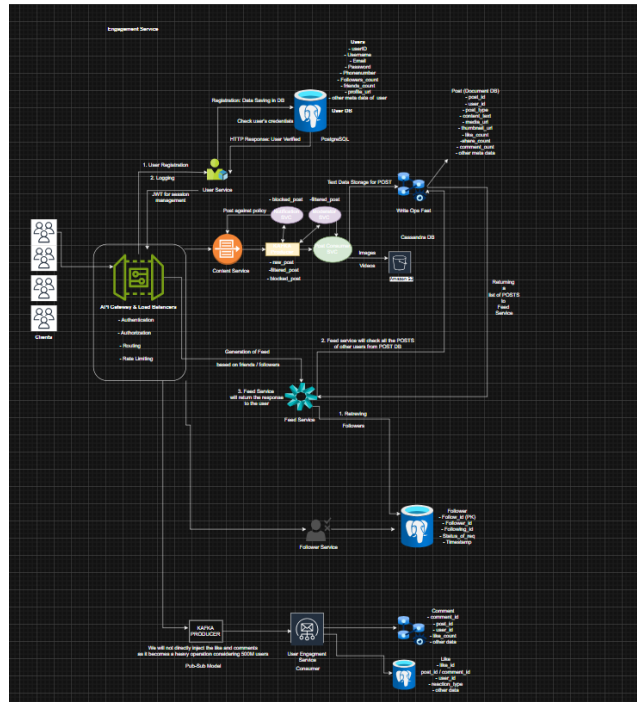 Engagement Service
Users
- userID
- Username
- Email
- Password
- Phonenumber
- Followers_count
- friends_count
- profile_url
- other meta data of user
User DB
PostgreSQL
Registration: Data Saving in DB
Check user's credentials
HTTP Response: User Verified
Post (Document DB)
- post_id
- user_id
- post_type
- content_text
- media_url
- thumbnail_url
- like_count
-share_count
- comment_ount
- other meta data
1. User Registration
2. Logging
User Service
JWT for session
management
Text Data Storage for POST
Write Ops Fast
Cassandra DB
- blocked_post
-filtered_post
Post against policy
Content Service
- raw_post
-filtered_post
- blocked_post
Images
Videos
Clients
API Gateway & Load Balancers
- Authentication
- Authorization
- Routing
- Rate Limiting
Returning
a
list of POSTS
to
Feed
Service
2. Feed service will check all the POSTS
of other users from POST DB
Generation of Feed
based on friends / followers
3. Feed Service
will return the response
to the user
Feed Service
1. Retrieving
Followers
Follower
- Follow_id (PK)
- Follower_id
- Following_id
- Status_of_req
- Timestamp
Follower Service
KAFKA
PRODUCER
We will not directly inject the like and comments
as it becomes a heavy operation considering 500M users
Pub-Sub Model
User Engagment
Service
Consumer
Comment
- comment_id
- post_id
- user_id
- like_count
- other data
Like
- like_id
post_id / comment_id
- user_id
- reaction_type
- other data